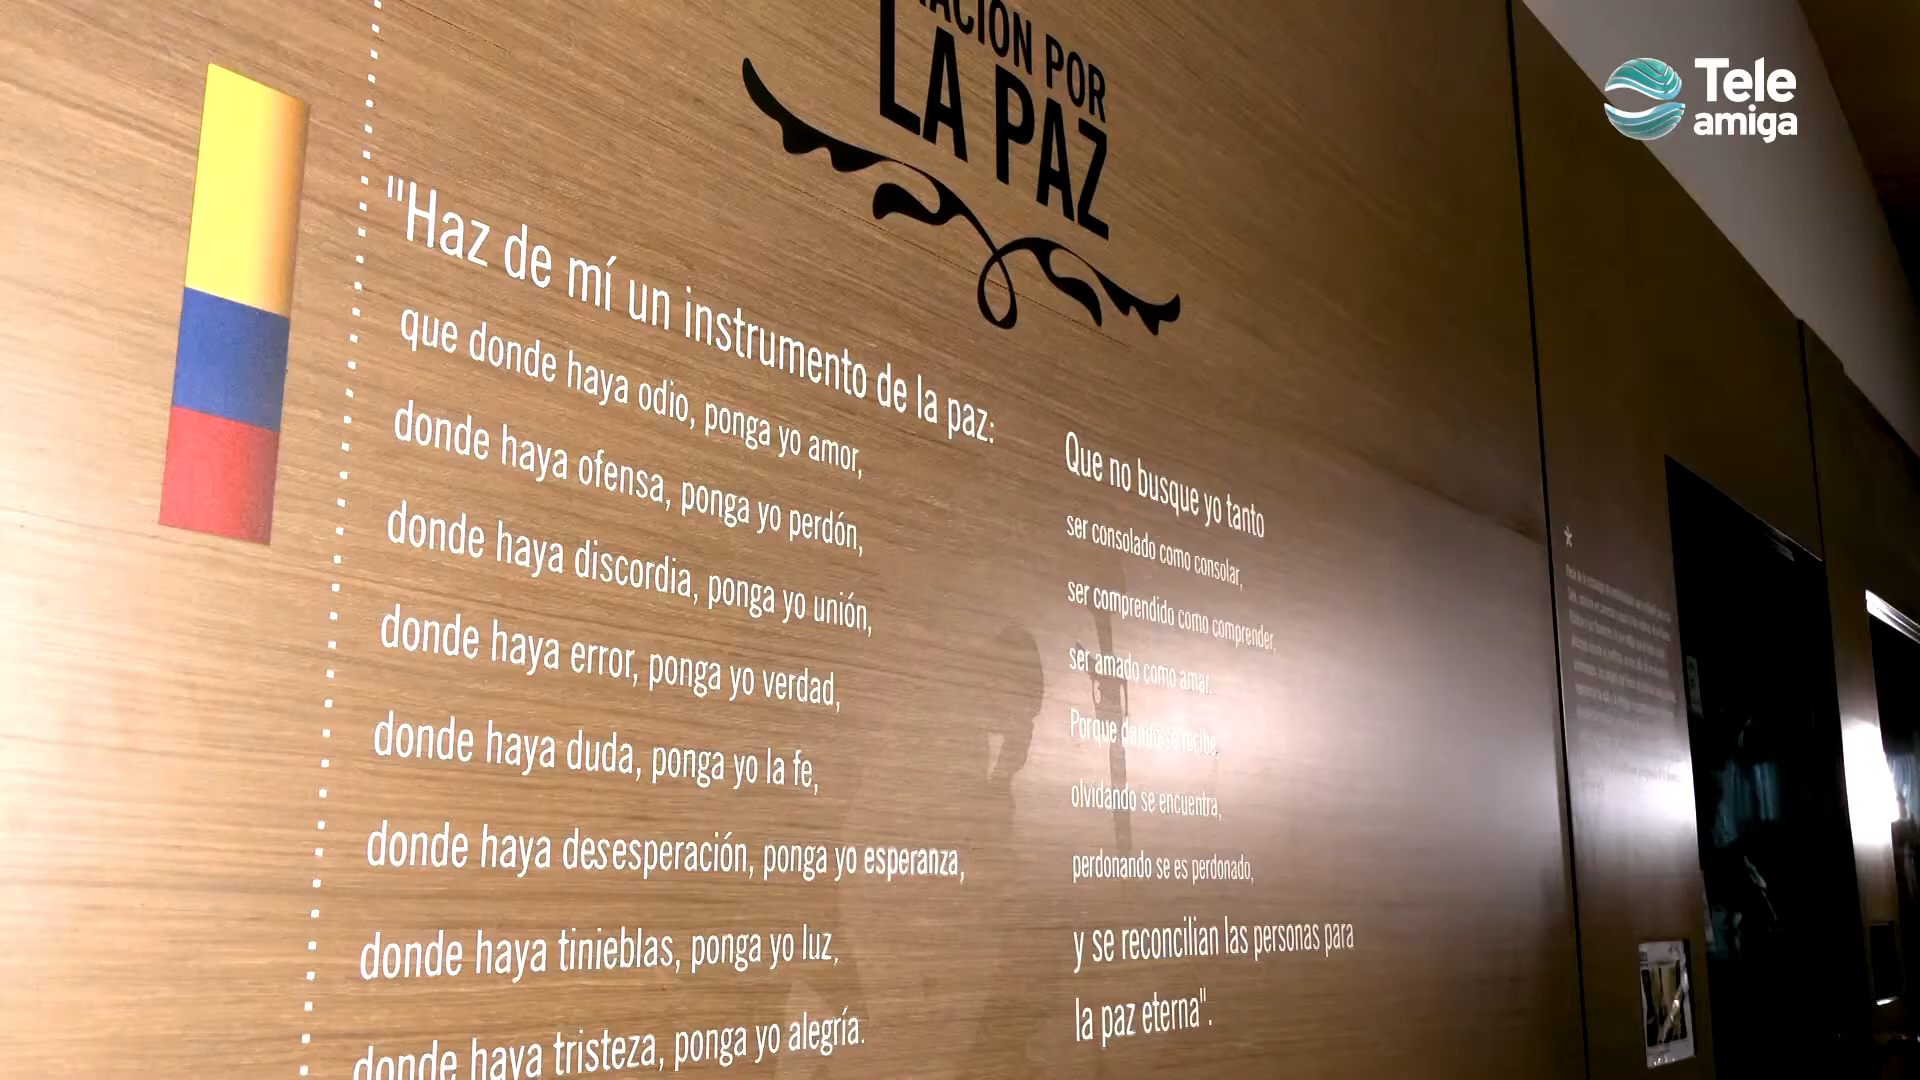 POR
LA PAZ
"Haz de mí un instrumento de la paz:
que donde haya odio, ponga yo amor,
donde haya ofensa, ponga yo perdón,
donde haya discordia, ponga yo unión,
donde haya error, ponga yo verdad,
donde haya duda, ponga yo la fe,
donde haya desesperación, ponga yo esperanza,
donde haya tinieblas, ponga yo luz,
donde haya tristeza, ponga yo alegría.
Que no busque yo tanto
ser consolado como consolar,
ser comprendido como comprender,
ser amado como amar.
Porque dando se recibe,
olvidando se encuentra,
perdonando se es perdonado,
y se reconcilian las personas para
la paz eterna".
Tele
amiga